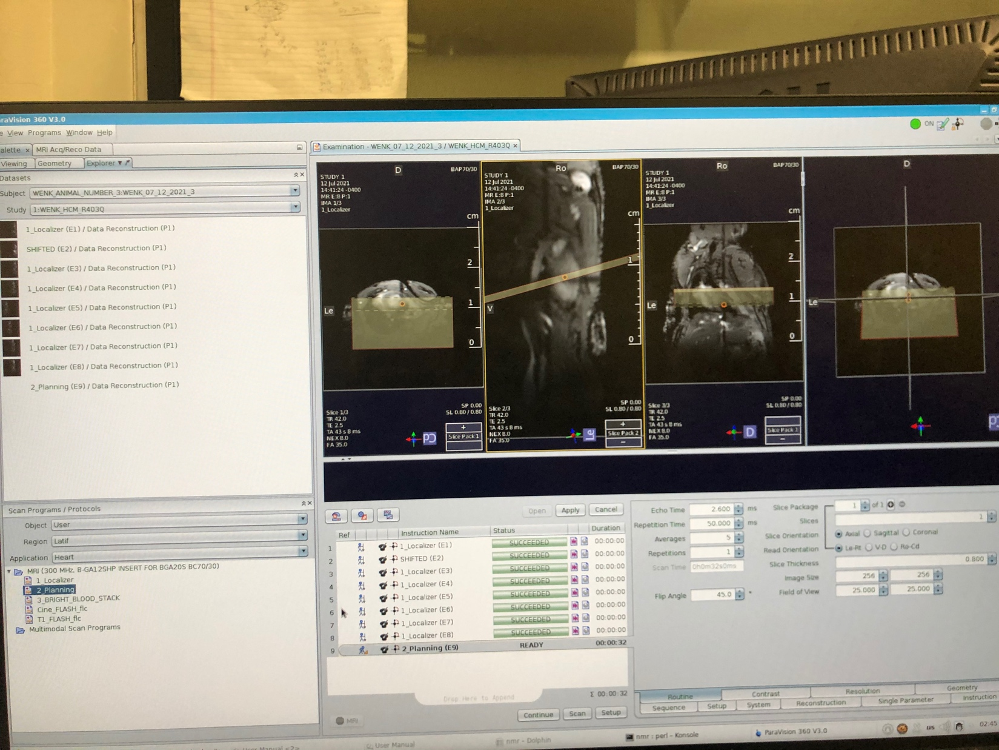 raVision 360 V3.0
e View Programs Window Help
ON
alette x MRI Acq/Reco Data
Viewing Geometry Explorer
Datasets
Subject WENK_ANIMAL_NUMBER_3:WENK_07_12_2021_3
Study 1:WENK_HCM_R403Q
1_Localizer (E1) / Data Reconstruction (P1)
SHIFTED (E2) / Data Reconstruction (P1)
1_Localizer (E3) / Data Reconstruction (P1)
1_Localizer (E4) / Data Reconstruction (P1)
1_Localizer (E5) / Data Reconstruction (P1)
1_Localizer (E6) / Data Reconstruction (P1)
1_Localizer (E7) / Data Reconstruction (P1)
1_Localizer (E8) / Data Reconstruction (P1)
2_Planning (E9) / Data Reconstruction (P1)
Scan Programs / Protocols
Object User
Region Latif
Application Heart
MRI (300 MHz, B-GA12SHP INSERT FOR BGA20S BC70/30)
1_Localizer
2_Planning
3_BRIGHT_BLOOD_STACK
Cine_FLASH_flc
T1_FLASH_flc
Multimodal Scan Programs
Examination - WENK_07_12_2021_3 / WENK_HCM_R403Q x
D
BAP70/30
STUDY 1
12 Jul 2021
14:41:24 -0400
MR E:8 P:1
IMA 1/3
1_Localizer
cm
2
1
0
Le
SP 0.00
SL 0.80 / 0.80
Slice 1/3
TR 42.0
TE 2.5
TA 43 s 8 ms
NEX 8.0
FA 35.0
+
Slice Pack 1
Ro
BAP70/30
STUDY 1
12 Jul 2021
14:41:24 -0400
MR E:8 P:1
IMA 2/3
1_Localizer
cm
1
0
V
SP 0.00
SL 0.80 / 0.80
Slice 2/3
TR 42.0
TE 2.5
TA 43 s 8 ms
NEX 8.0
FA 35.0
Le
+
Slice Pack 2
-
Ro
BAP70/30
STUDY 1
12 Jul 2021
14:41:24 -0400
MR E:8 P:1
IMA 3/3
1_Localizer
cm
2
1
0
Le
SP 0.00
SL 0.80 / 0.80
Slice 3/3
TR 42.0
TE 2.5
TA 43 s 8 ms
NEX 8.0
FA 35.0
D
Slice Pack 3
-
D
Le
Open Apply Cancel
Ref Instruction Name Status Duration
1 1_Localizer (E1) SUCCEEDED 00:00:00
2 SHIFTED (E2) SUCCEEDED 00:00:00
3 1_Localizer (E3) SUCCEEDED 00:00:00
4 1_Localizer (E4) SUCCEEDED 00:00:00
5 1_Localizer (E5) SUCCEEDED 00:00:00
6 1_Localizer (E6) SUCCEEDED 00:00:00
7 1_Localizer (E7) SUCCEEDED 00:00:00
8 1_Localizer (E8) SUCCEEDED 00:00:00
9 2_Planning (E9) READY 00:00:32
Drop Here to Append
Σ 00:00:32
MRI
Continue Scan Setup
Echo Time 2.600 ms
Repetition Time 50.000 ms
Averages 5
Repetitions 1
Scan Time 0h0m32s0ms
Flip Angle 45.0 °
Slice Package 1 of 1
Slices 1
Slice Orientation Axial Sagittal Coronal
Read Orientation Le-Rt V-D Ro-Cd
Slice Thickness 0.800
Image Size 256 256
Field of View 25.000 25.000
Routine Contrast Resolution Geometry
Sequence Setup System Reconstruction Single Parameter Instruction
User Manual <2> User Manual nmr - Dolphin nmr : perl - Konsole ParaVision 360 V3.0 us 02:45